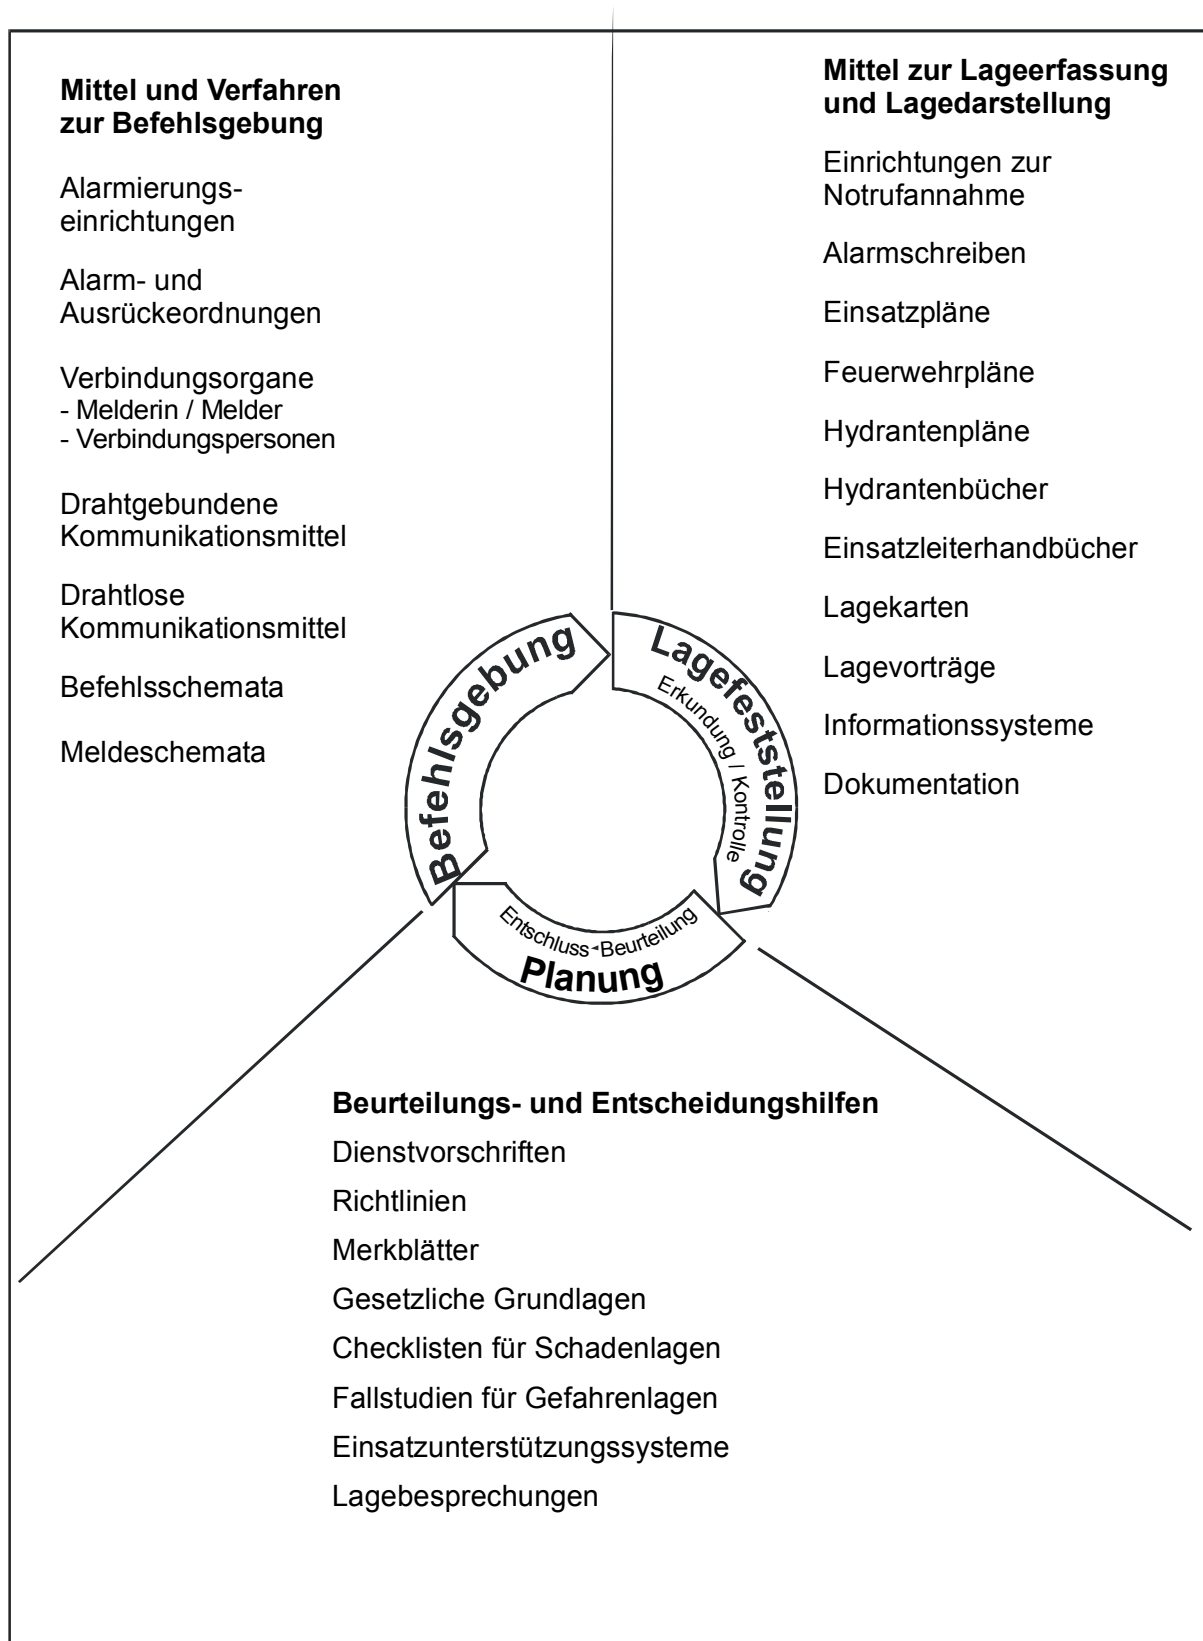 Mittel und Verfahren
zur Befehlsgebung
Alarmierungs-
einrichtungen
Alarm- und
Ausrückeordnungen
Verbindungsorgane
- Melderin / Melder
- Verbindungspersonen
Drahtgebundene
Kommunikationsmittel
Drahtlose
Kommunikationsmittel
Befehlsschemata
Meldeschemata
Mittel zur Lageerfassung
und Lagedarstellung
Einrichtungen zur
Notrufannahme
Alarmschreiben
Einsatzpläne
Feuerwehrpläne
Hydrantenpläne
Hydrantenbücher
Einsatzleiterhandbücher
Lagekarten
Lagevorträge
Informationssysteme
Dokumentation
Befehlsgebung
Lagefeststellung
Erkundung / Kontrolle
Entschluss-Beurteilung
Planung
Beurteilungs- und Entscheidungshilfen
Dienstvorschriften
Richtlinien
Merkblätter
Gesetzliche Grundlagen
Checklisten für Schadenlagen
Fallstudien für Gefahrenlagen
Einsatzunterstützungssysteme
Lagebesprechungen